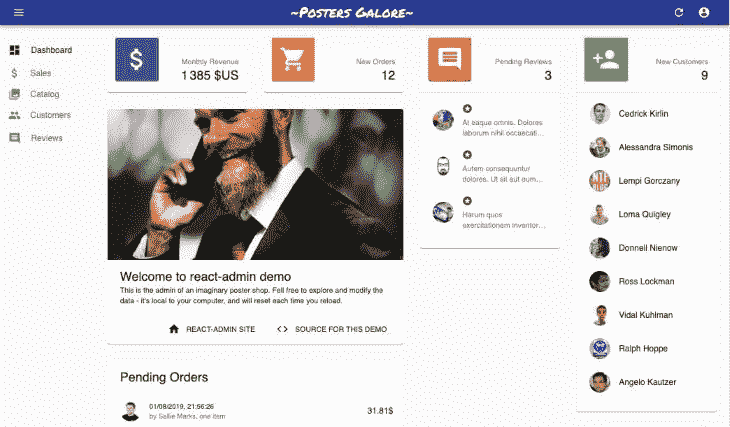 ~Posters Galore~
Dashboard
Sales
Catalog
Customers
Reviews
Monthly Revenue
1 385 $US
New Orders
12
Pending Reviews
3
New Customers
9
Welcome to react-admin demo
This is the admin of an imaginary poster shop. Fell free to explore and modify the
data - it's local to your computer, and will reset each time you reload.
REACT-ADMIN SITE
SOURCE FOR THIS DEMO
Pending Orders
01/08/2019, 21:56:26
by Sallie Marks, one item
31.81$
At eaque omnis. Dolores
laborum nihil occaecati...
Autem consequuntur
dolores. Ut sit aut eum...
Harum quos
exercitationem inventor...
Cedrick Kirlin
Alessandra Simonis
Lempi Gorczany
Loma Quigley
Donnell Nienow
Ross Lockman
Vidal Kuhlman
Ralph Hoppe
Angelo Kautzer